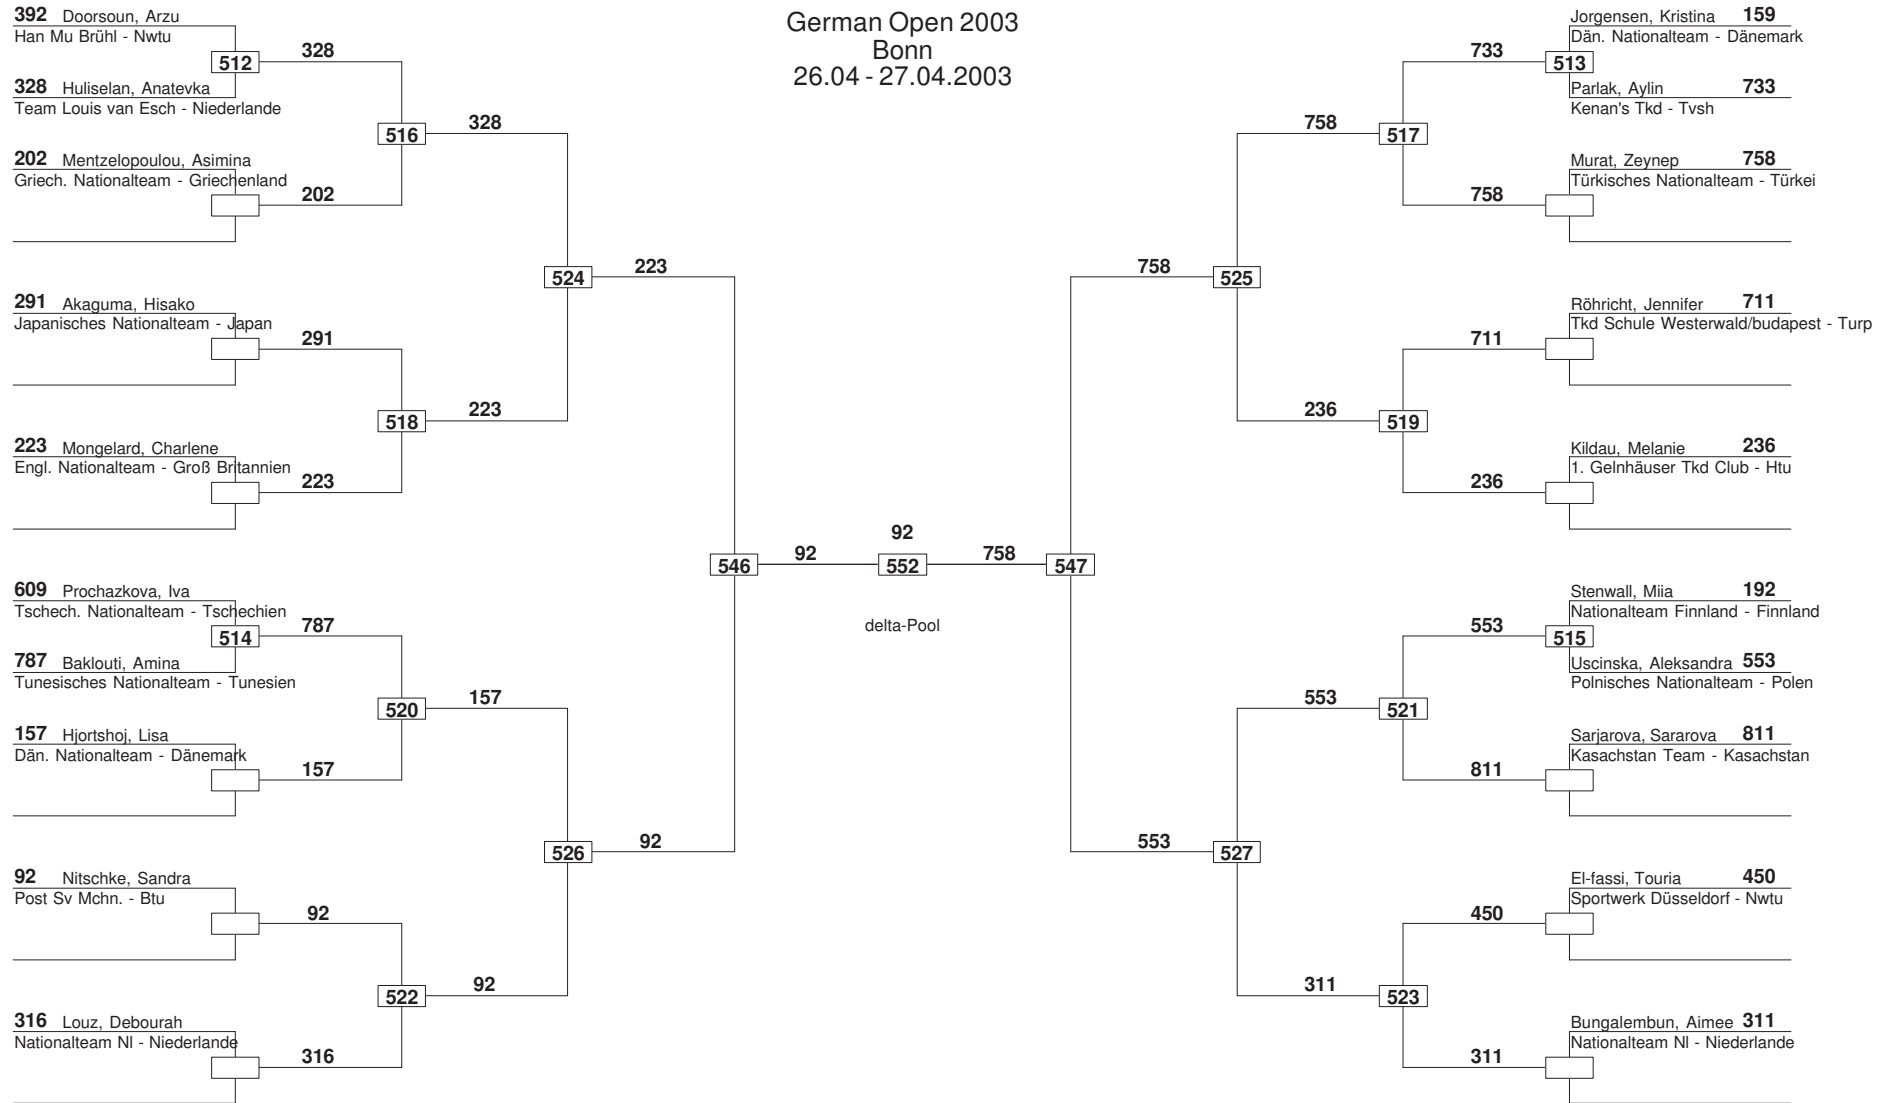 German Open 2003
Bonn
26.04 - 27.04.2003
392 Doorsoun, Arzu
Han Mu Brühl - Nwtu
512
328
328 Huliselan, Anatevka
Team Louis van Esch - Niederlande
516
328
202 Mentzelopoulou, Asimina
Griech. Nationalteam - Griechenland
202
524
223
291 Akaguma, Hisako
Japanisches Nationalteam - Japan
291
518
223
223 Mongelard, Charlene
Engl. Nationalteam - Groß Britannien
223
546
92
609 Prochazkova, Iva
Tschech. Nationalteam - Tschechien
514
787
787 Baklouti, Amina
Tunesisches Nationalteam - Tunesien
520
157
157 Hjortshoj, Lisa
Dän. Nationalteam - Dänemark
157
526
92
92 Nitschke, Sandra
Post Sv Mchn. - Btu
92
522
92
316 Louz, Debourah
Nationalteam Nl - Niederlande
316
92
552
delta-Pool
758
547
Jorgensen, Kristina 159
Dän. Nationalteam - Dänemark
733
513
Parlak, Aylin 733
Kenan's Tkd - Tvsh
758
517
Murat, Zeynep 758
Türkisches Nationalteam - Türkei
758
758
525
Röhricht, Jennifer 711
Tkd Schule Westerwald/budapest - Turp
711
236
519
Kildau, Melanie 236
1. Gelnhäuser Tkd Club - Htu
236
Stenwall, Miia 192
Nationalteam Finnland - Finnland
553
515
Uscinska, Aleksandra 553
Polnisches Nationalteam - Polen
553
521
Sarjarova, Sararova 811
Kasachstan Team - Kasachstan
811
553
527
El-fassi, Touria 450
Sportwerk Düsseldorf - Nwtu
450
311
523
Bungalembun, Aimee 311
Nationalteam Nl - Niederlande
311